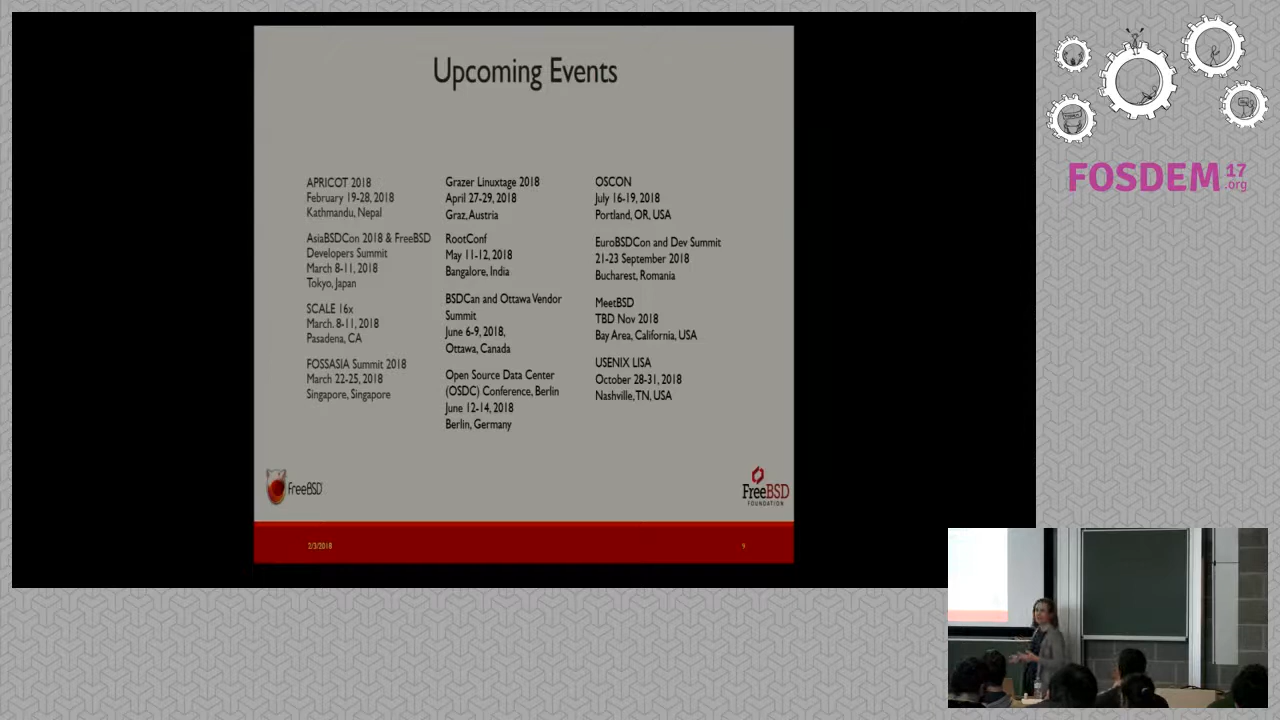 Upcoming Events
APRICOT 2018
February 19-28, 2018
Kathmandu, Nepal
AsiaBSDCon 2018 & FreeBSD
Developers Summit
March 8-11, 2018
Tokyo, Japan
SCALE 16x
March. 8-11, 2018
Pasadena, CA
FOSSASIA Summit 2018
March 22-25, 2018
Singapore, Singapore
Grazer Linuxtage 2018
April 27-29, 2018
Graz, Austria
RootConf
May 11-12, 2018
Bangalore, India
BSDCan and Ottawa Vendor
Summit
June 6-9, 2018,
Ottawa, Canada
Open Source Data Center
(OSDC) Conference, Berlin
June 12-14, 2018
Berlin, Germany
OSCON
July 16-19, 2018
Portland, OR, USA
EuroBSDCon and Dev Summit
21-23 September 2018
Bucharest, Romania
MeetBSD
TBD Nov 2018
Bay Area, California, USA
USENIX LISA
October 28-31, 2018
Nashville, TN, USA
FreeBSD
FreeBSD
FOUNDATION
2/3/2018
9
FOSDEM 17
.org